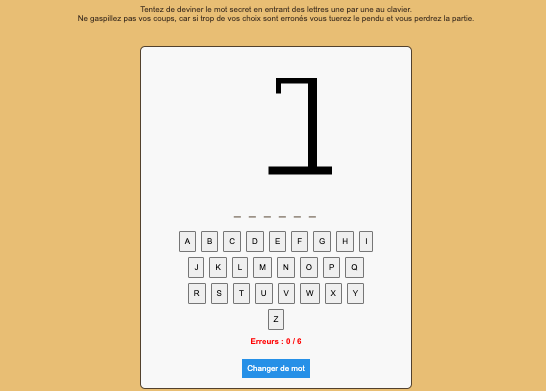 Tentez de deviner le mot secret en entrant des lettres une par une au clavier.
Ne gaspillez pas vos coups, car si trop de vos choix sont erronés vous tuerez le pendu et vous perdrez la partie.
_ _ _ _ _ _
A B C D E F G H I
J K L M N O P Q
R S T U V W X Y
Z
Erreurs : 0 / 6
Changer de mot